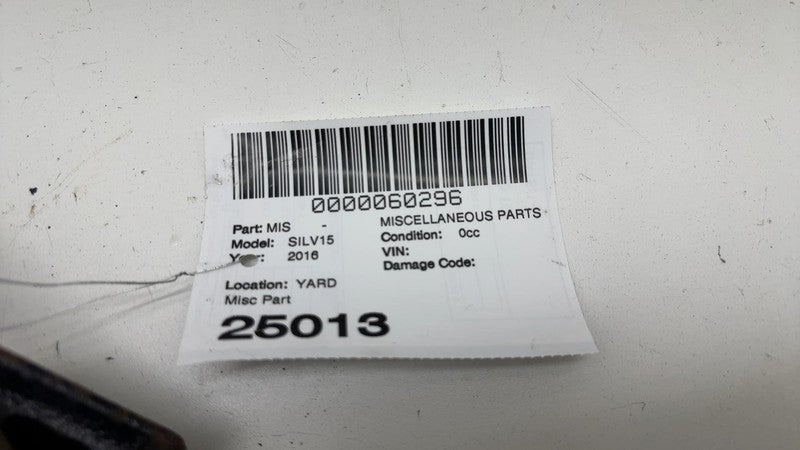 0000060296
Part: MIS - MISCELLANEOUS PARTS
Model: SILV15 Condition: 0cc
Year: 2016 VIN:
Damage Code:
Location: YARD
Misc Part
25013